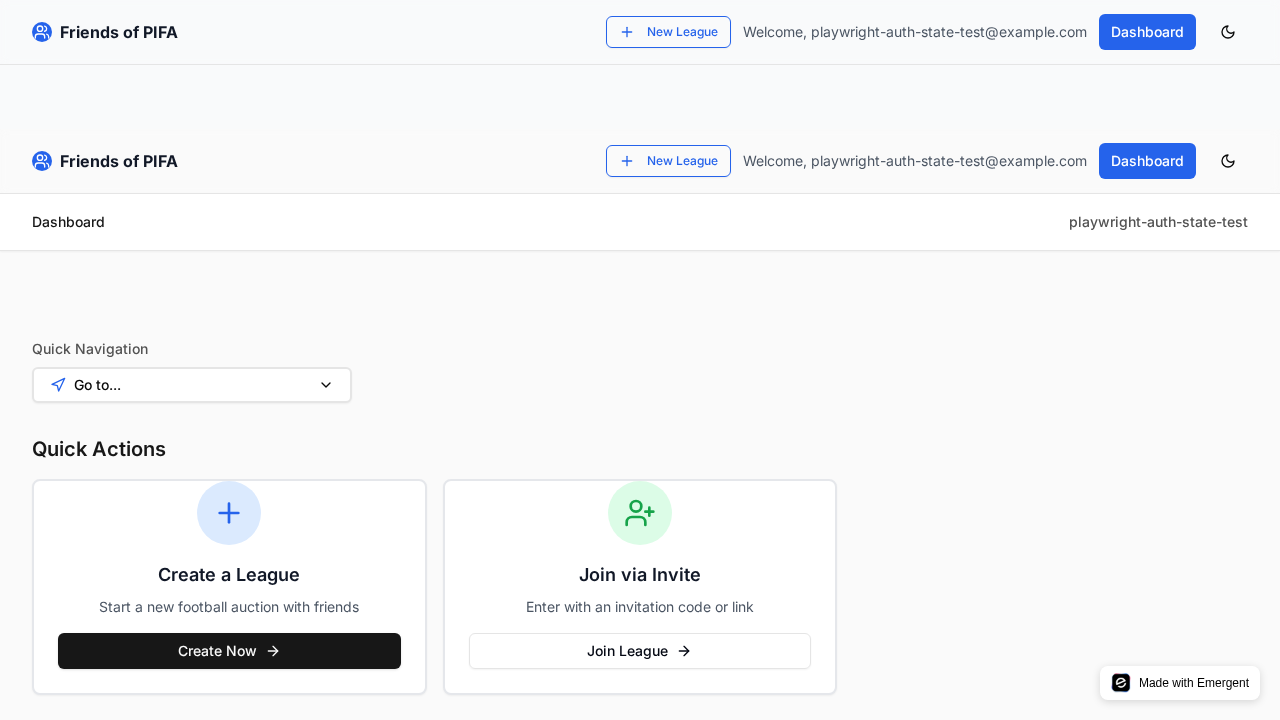 Friends of PIFA
New League
Welcome, playwright-auth-state-test@example.com
Dashboard
Friends of PIFA
New League
Welcome, playwright-auth-state-test@example.com
Dashboard
Dashboard
playwright-auth-state-test
Quick Navigation
Go to...
Quick Actions
Create a League
Start a new football auction with friends
Create Now
Join via Invite
Enter with an invitation code or link
Join League
Made with Emergent